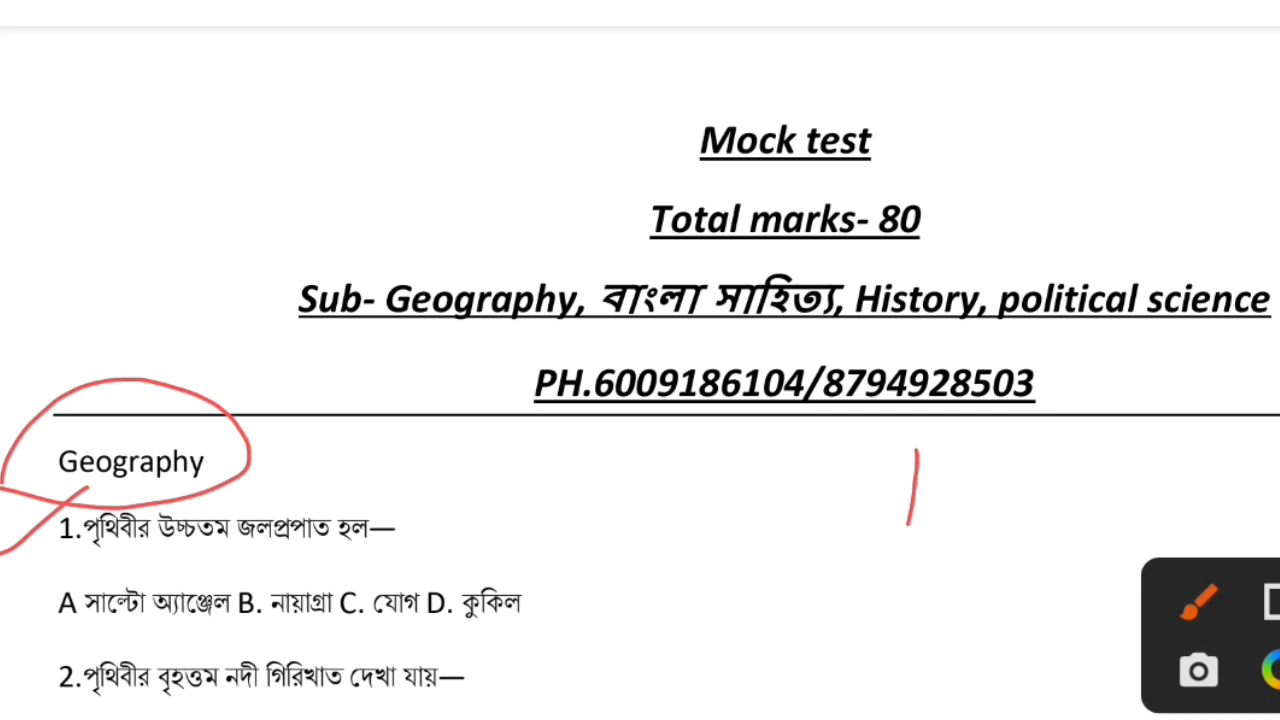 Mock test
Total marks- 80
Sub- Geography, বাংলা সাহিত্য, History, political science
PH.6009186104/8794928503
Geography
1.পৃথিবীর উচ্চতম জলপ্রপাত হল—
A সাল্টো অ্যাঞ্জেল B. নায়াগ্রা C. যোগ D. কুকিল
2.পৃথিবীর বৃহত্তম নদী গিরিখাত দেখা যায়—